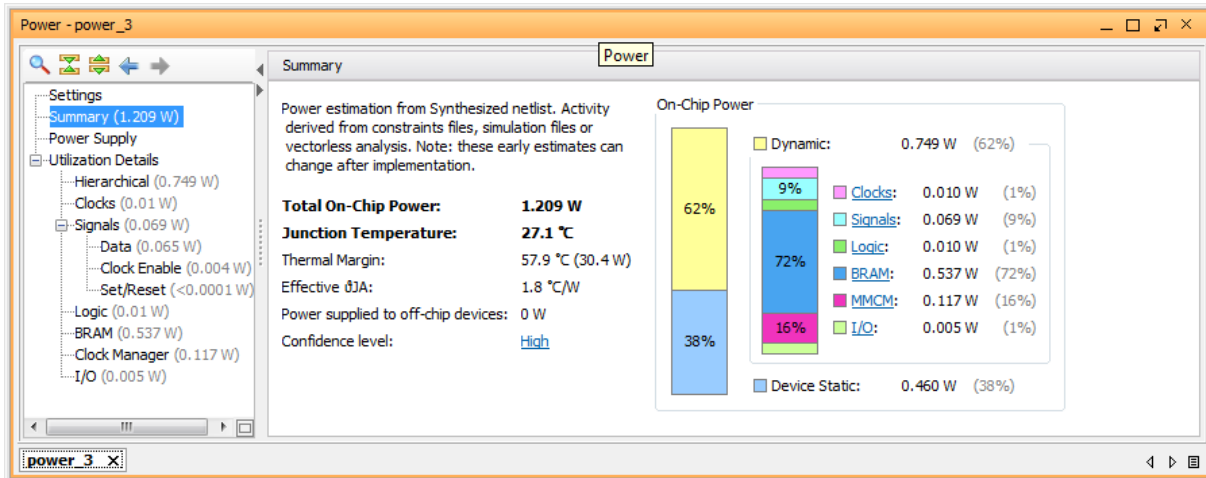 Power - power_3
Power
Summary
Settings
Summary (1.209 W)
Power Supply
Utilization Details
Hierarchical (0.749 W)
Clocks (0.01 W)
Signals (0.069 W)
Data (0.065 W)
Clock Enable (0.004 W)
Set/Reset (<0.0001 W)
Logic (0.01 W)
BRAM (0.537 W)
Clock Manager (0.117 W)
I/O (0.005 W)
Power estimation from Synthesized netlist. Activity
derived from constraints files, simulation files or
vectorless analysis. Note: these early estimates can
change after implementation.
Total On-Chip Power: 1.209 W
Junction Temperature: 27.1 °C
Thermal Margin: 57.9 °C (30.4 W)
Effective ϑJA: 1.8 °C/W
Power supplied to off-chip devices: 0 W
Confidence level: High
On-Chip Power
62%
38%
Dynamic: 0.749 W (62%)
9%
72%
16%
Clocks: 0.010 W (1%)
Signals: 0.069 W (9%)
Logic: 0.010 W (1%)
BRAM: 0.537 W (72%)
MMCM: 0.117 W (16%)
I/O: 0.005 W (1%)
Device Static: 0.460 W (38%)
power_3